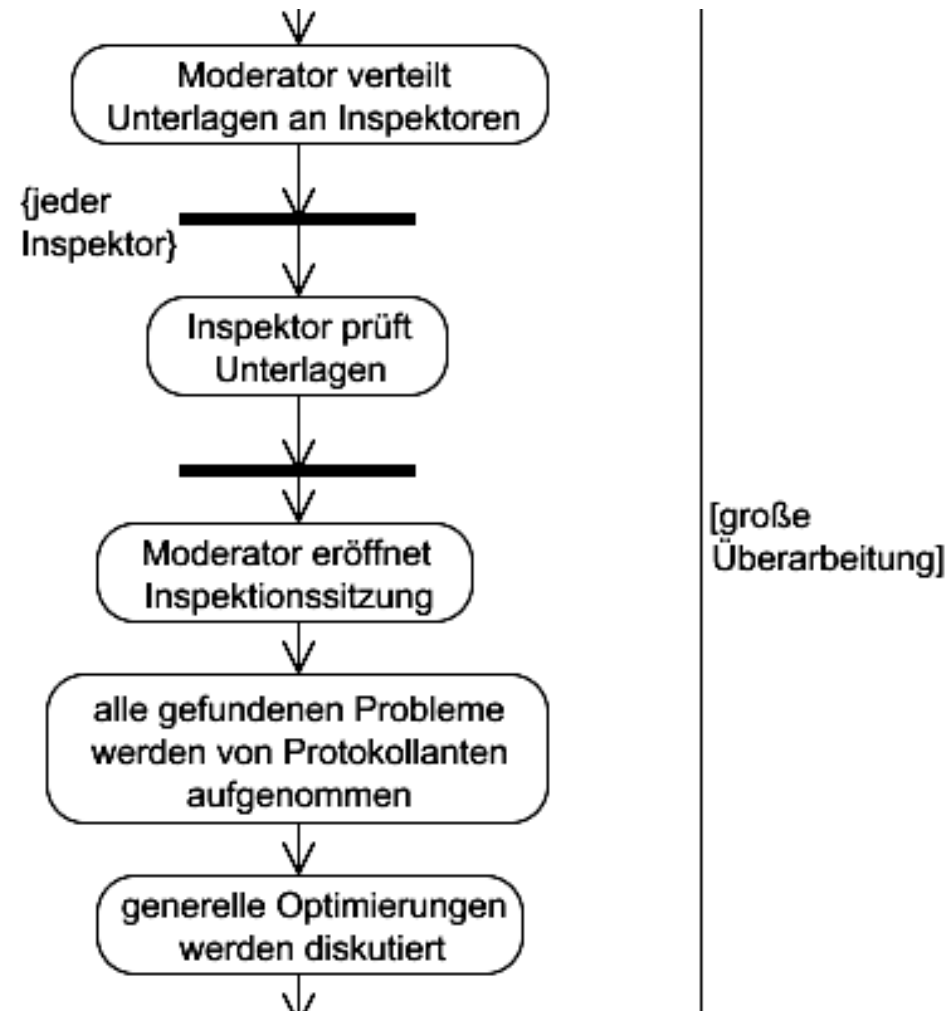 Moderator verteilt
Unterlagen an Inspektoren
{jeder
Inspektor}
Inspektor prüft
Unterlagen
Moderator eröffnet
Inspektionssitzung
[große
Überarbeitung]
alle gefundenen Probleme
werden von Protokollanten
aufgenommen
generelle Optimierungen
werden diskutiert